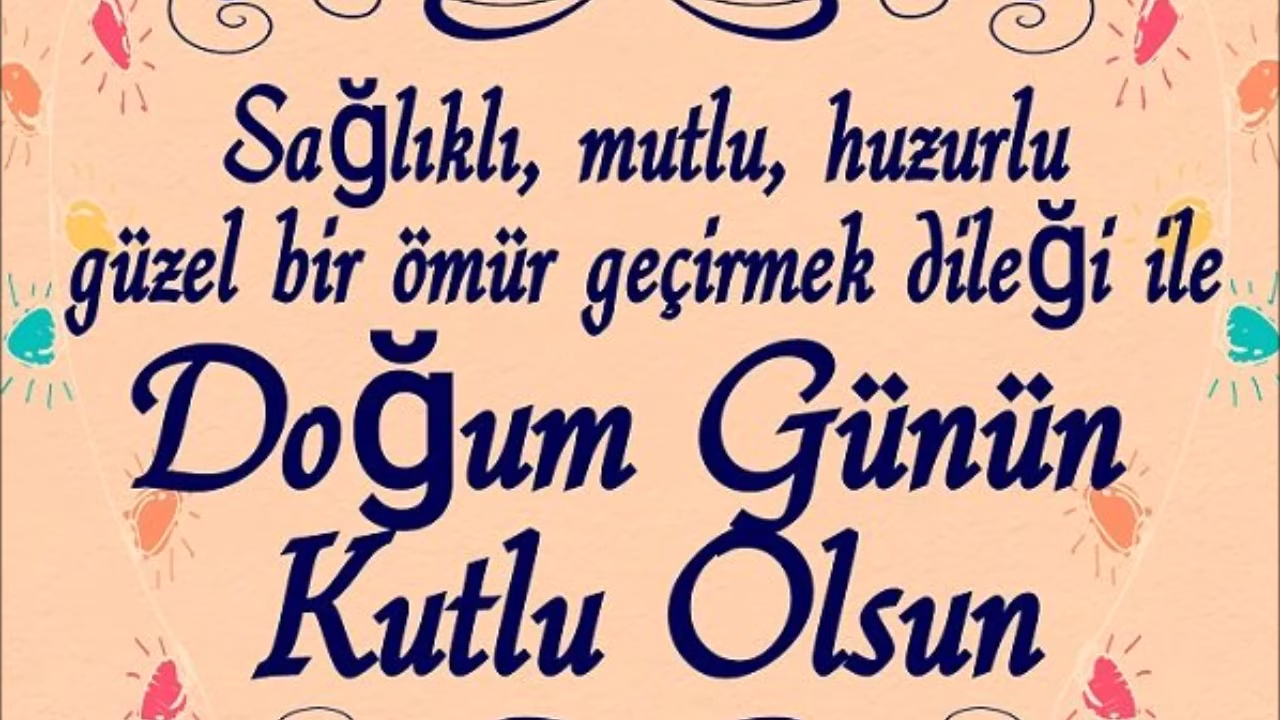 Sağlıklı, mutlu, huzurlu
güzel bir ömür geçirmek dileği ile
Doğum Günün
Kutlu Olsun